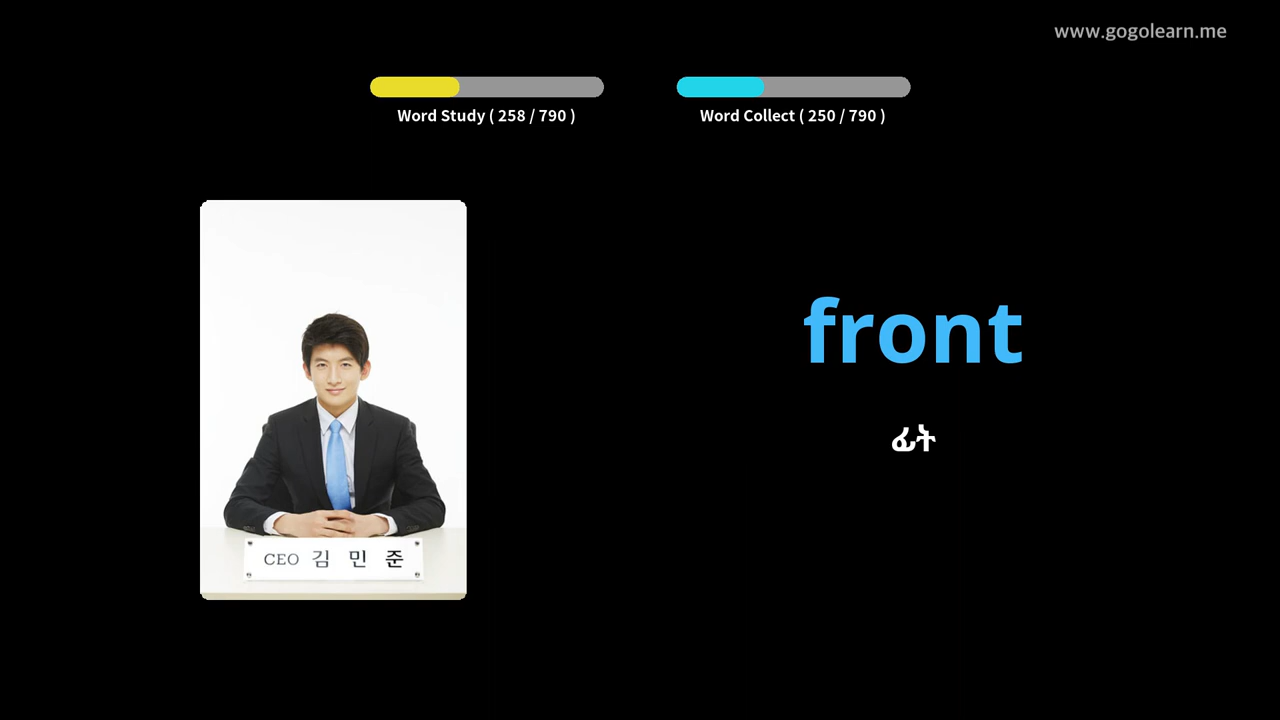 www.gogolearn.me
Word Study ( 258 / 790 )
Word Collect ( 250 / 790 )
front
ፊት
CEO 김 민 준